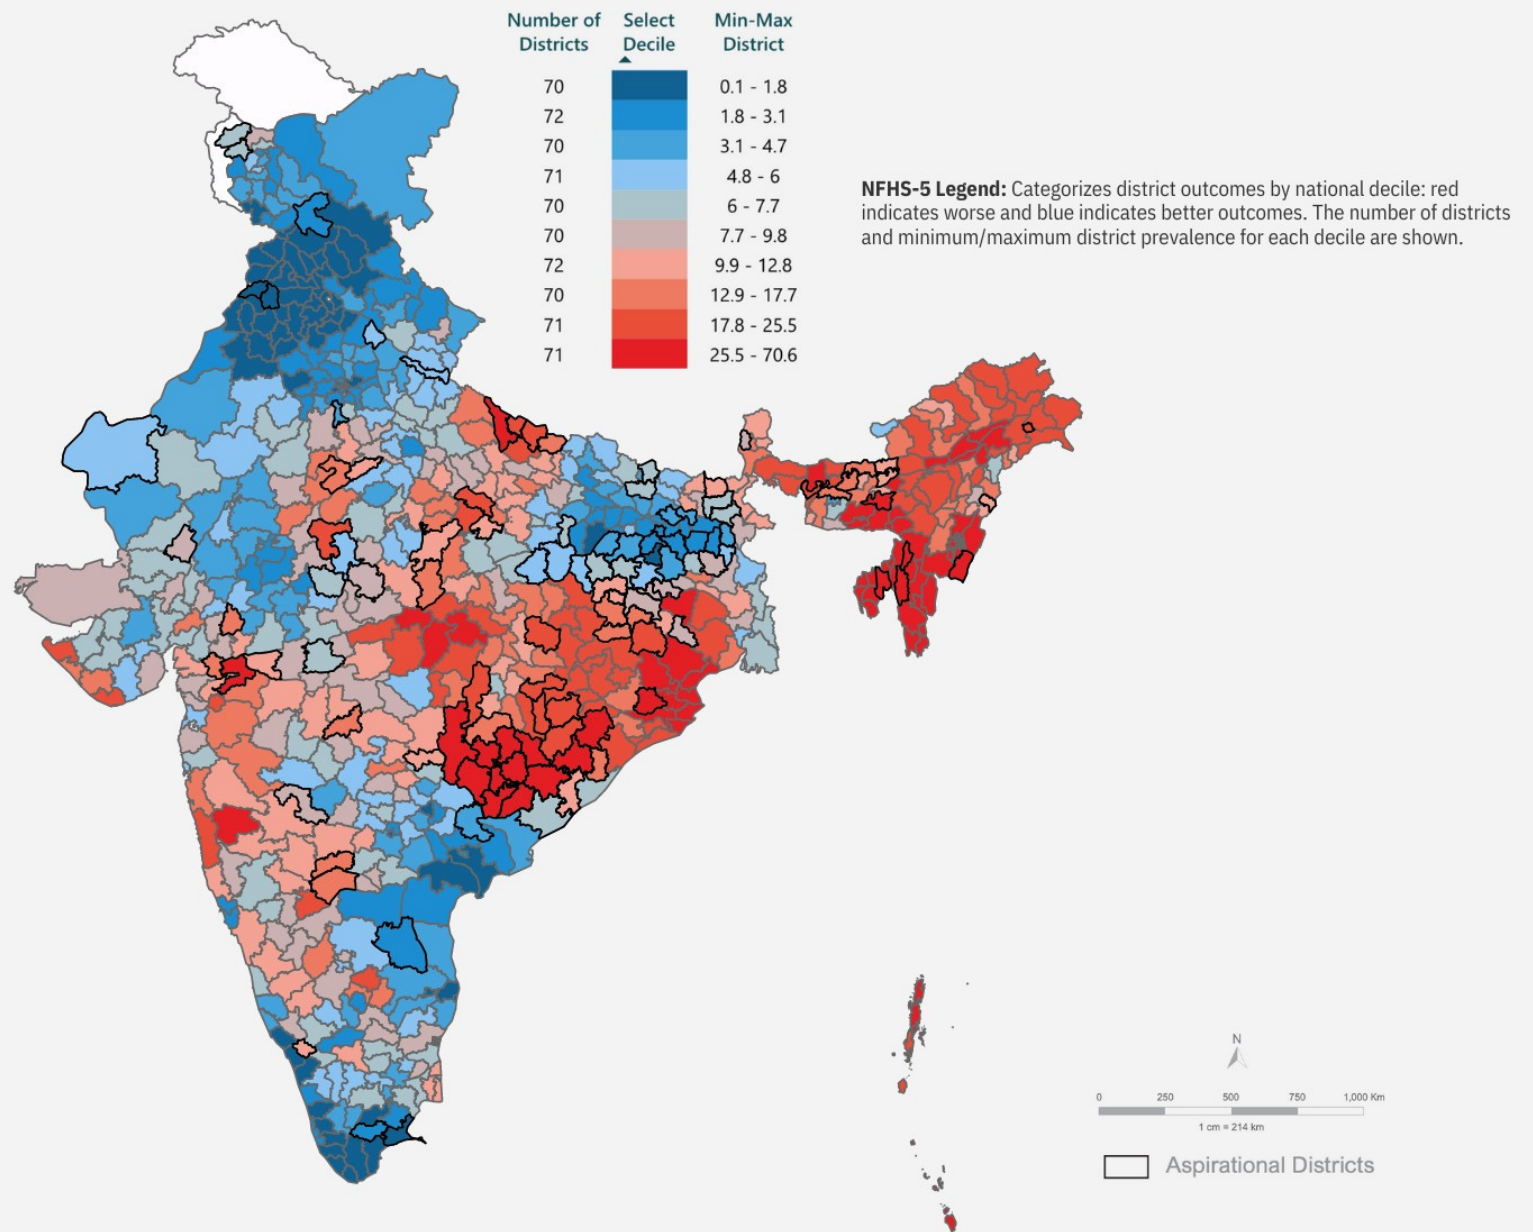 Number of Districts Select Decile Min-Max District
70 0.1 - 1.8
72 1.8 - 3.1
70 3.1 - 4.7
71 4.8 - 6
70 6 - 7.7
70 7.7 - 9.8
72 9.9 - 12.8
70 12.9 - 17.7
71 17.8 - 25.5
71 25.5 - 70.6
NFHS-5 Legend: Categorizes district outcomes by national decile: red
indicates worse and blue indicates better outcomes. The number of districts
and minimum/maximum district prevalence for each decile are shown.
N
0 250 500 750 1,000 Km
1 cm = 214 km
Aspirational Districts